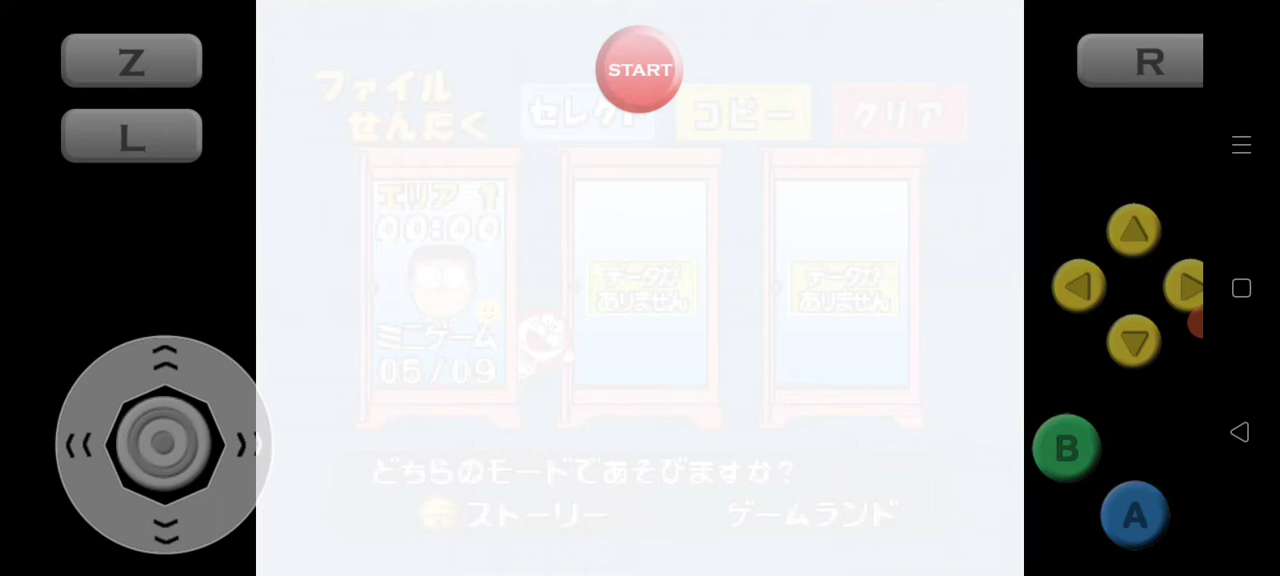 Z
START
R
L
ファイル
せんたく
セレクト
コピー
クリア
エリア 1
00:00
ミニゲーム
05/09
データが
ありません
データが
ありません
どちらのモードであそびますか?
ストーリー ゲームランド
B
A